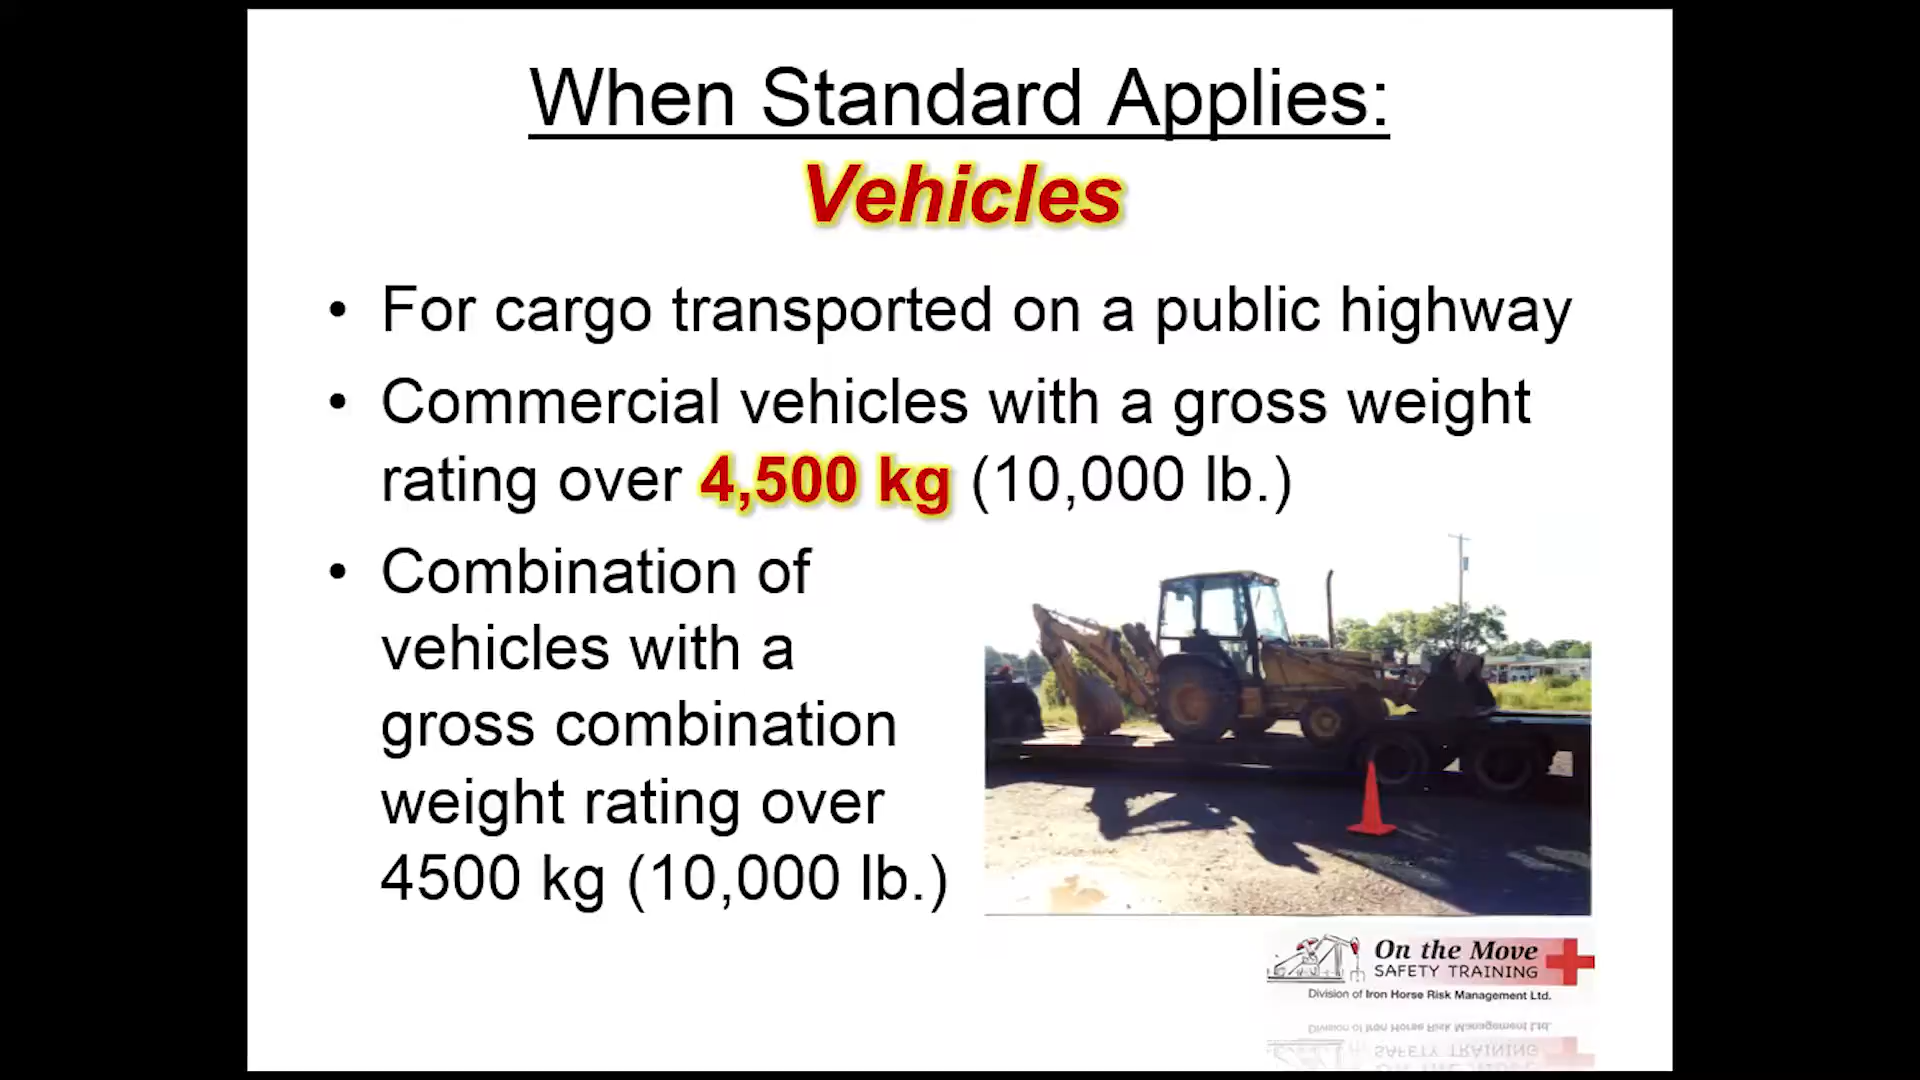 When Standard Applies:
Vehicles
• For cargo transported on a public highway
• Commercial vehicles with a gross weight
rating over 4,500 kg (10,000 lb.)
• Combination of
vehicles with a
gross combination
weight rating over
4500 kg (10,000 lb.)
On the Move
SAFETY TRAINING
Division of Iron Horse Risk Management Ltd.